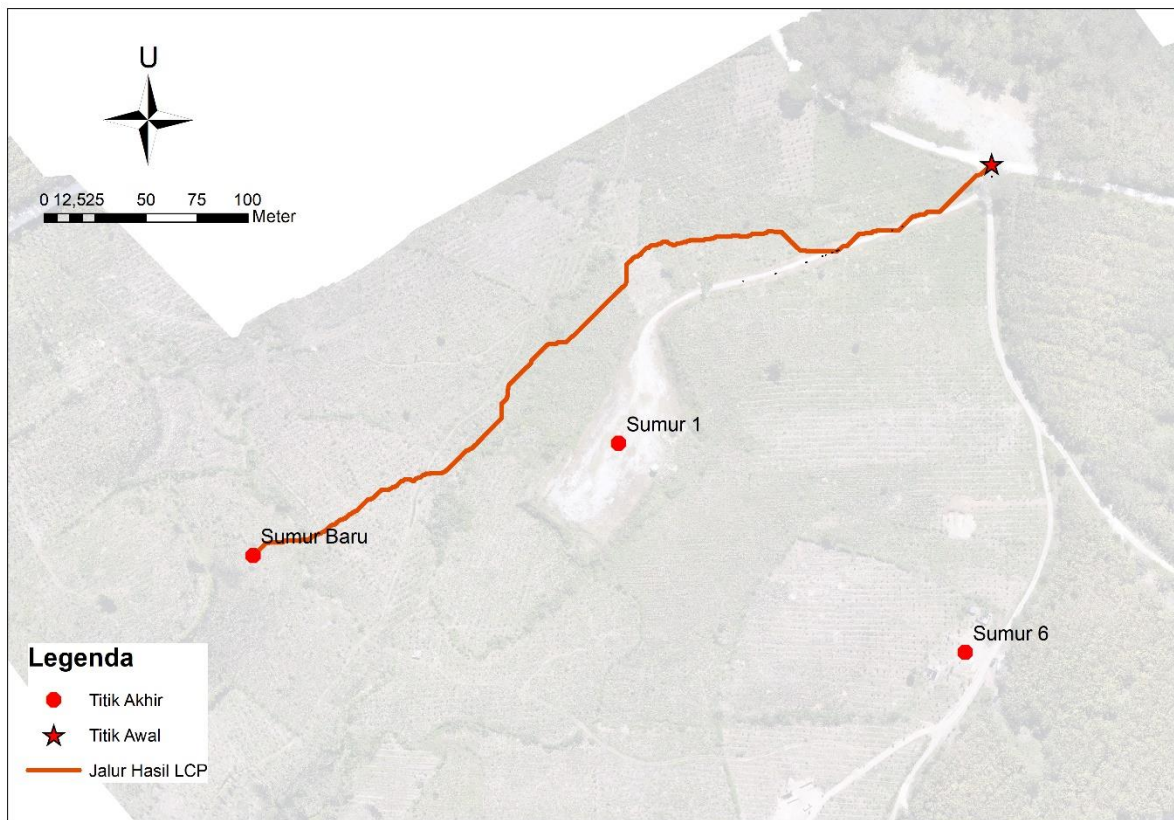 U
0 12,525 50 75 100
Meter
Sumur 1
Sumur Baru
Sumur 6
Legenda
Titik Akhir
Titik Awal
Jalur Hasil LCP